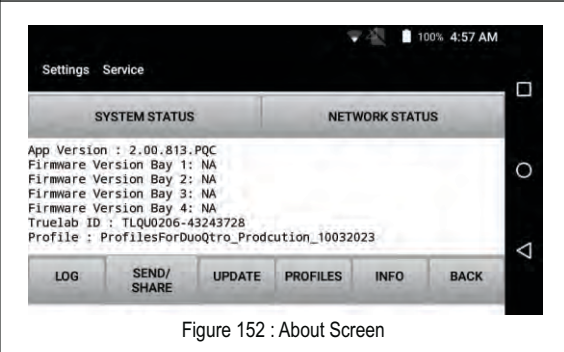 100% 4:57 AM
Settings Service
SYSTEM STATUS NETWORK STATUS
App Version : 2.00.813.PQC
Firmware Version Bay 1: NA
Firmware Version Bay 2: NA
Firmware Version Bay 3: NA
Firmware Version Bay 4: NA
Truelab ID : TLQU0206-43243728
Profile : ProfilesForDuoQtro_Prodcution_10032023
LOG SEND/ UPDATE PROFILES INFO BACK
SHARE
Figure 152 : About Screen